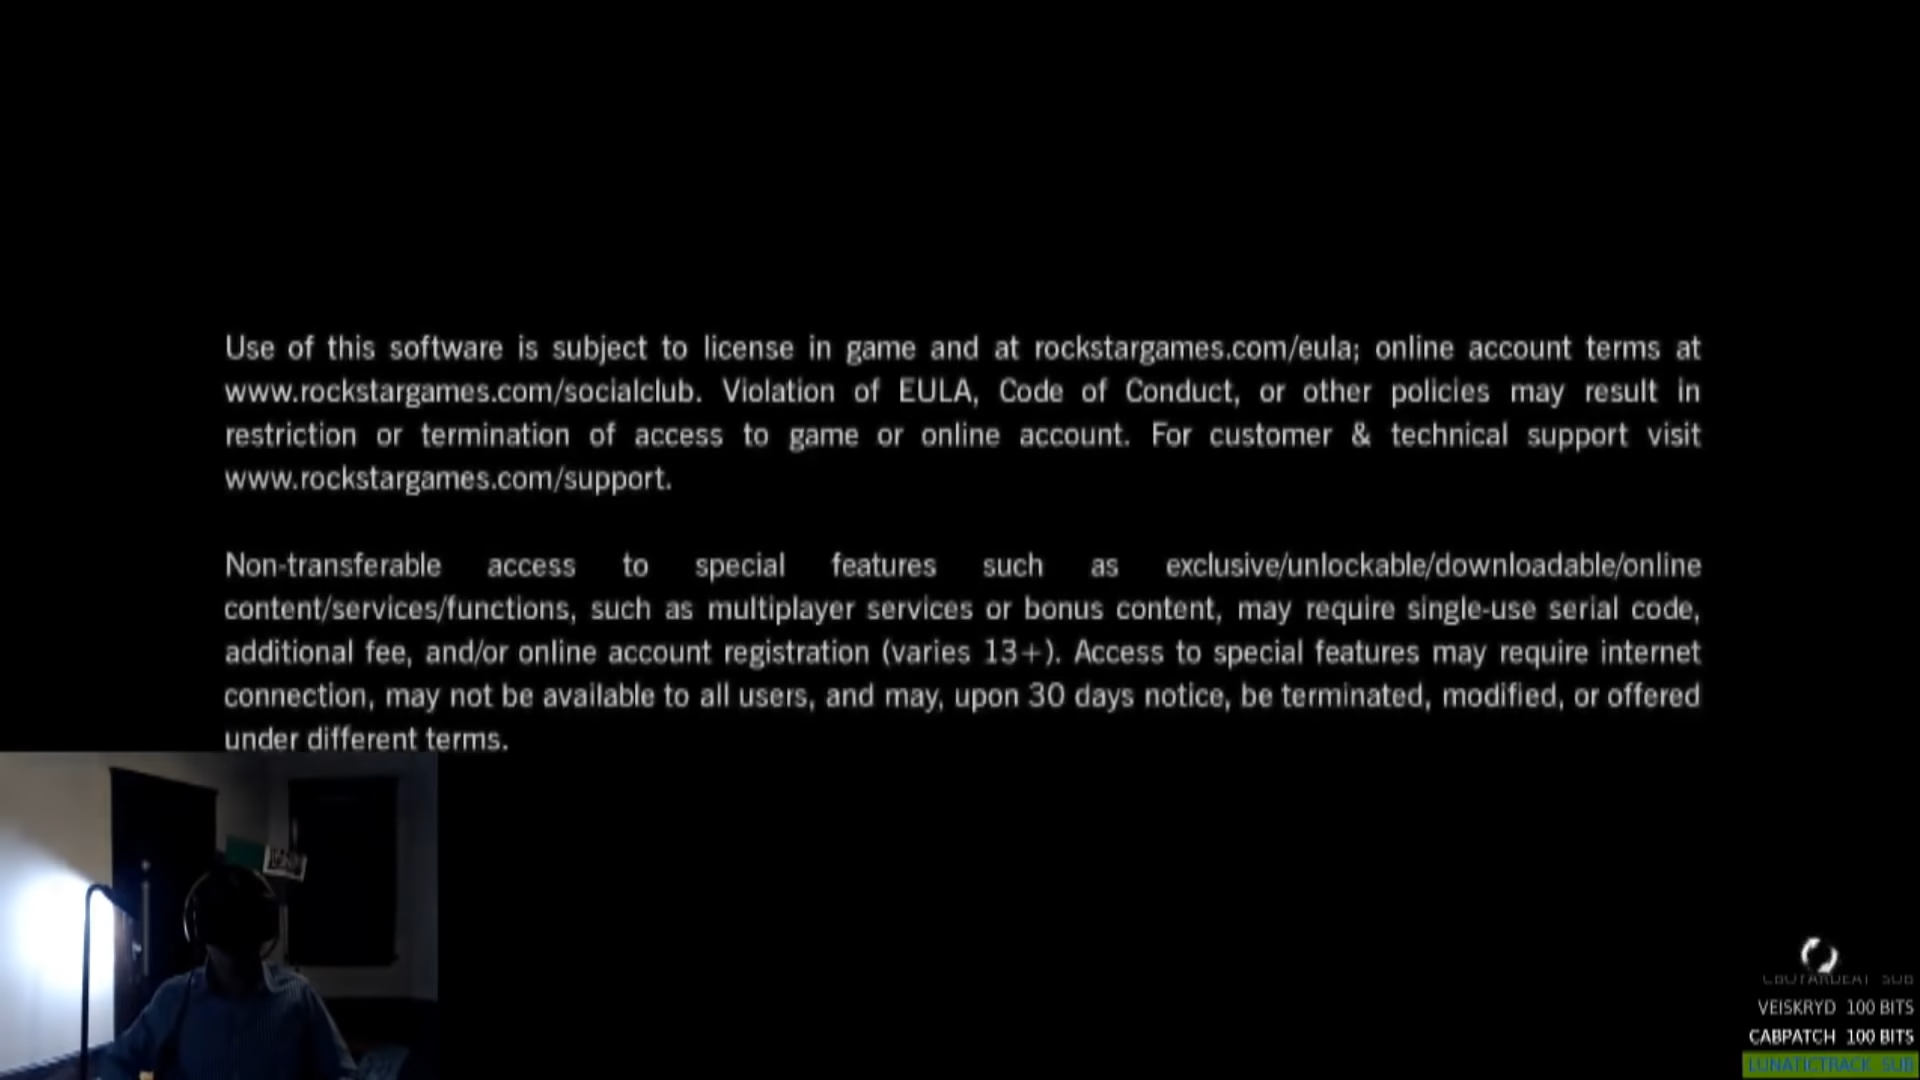 Use of this software is subject to license in game and at rockstargames.com/eula; online account terms at
www.rockstargames.com/socialclub. Violation of EULA, Code of Conduct, or other policies may result in
restriction or termination of access to game or online account. For customer & technical support visit
www.rockstargames.com/support.
Non-transferable access to special features such as exclusive/unlockable/downloadable/online
content/services/functions, such as multiplayer services or bonus content, may require single-use serial code,
additional fee, and/or online account registration (varies 13+). Access to special features may require internet
connection, may not be available to all users, and may, upon 30 days notice, be terminated, modified, or offered
under different terms.
SUB
VEISKRYD 100 BITS
CABPATCH 100 BITS
LUNATICTRACK SUB